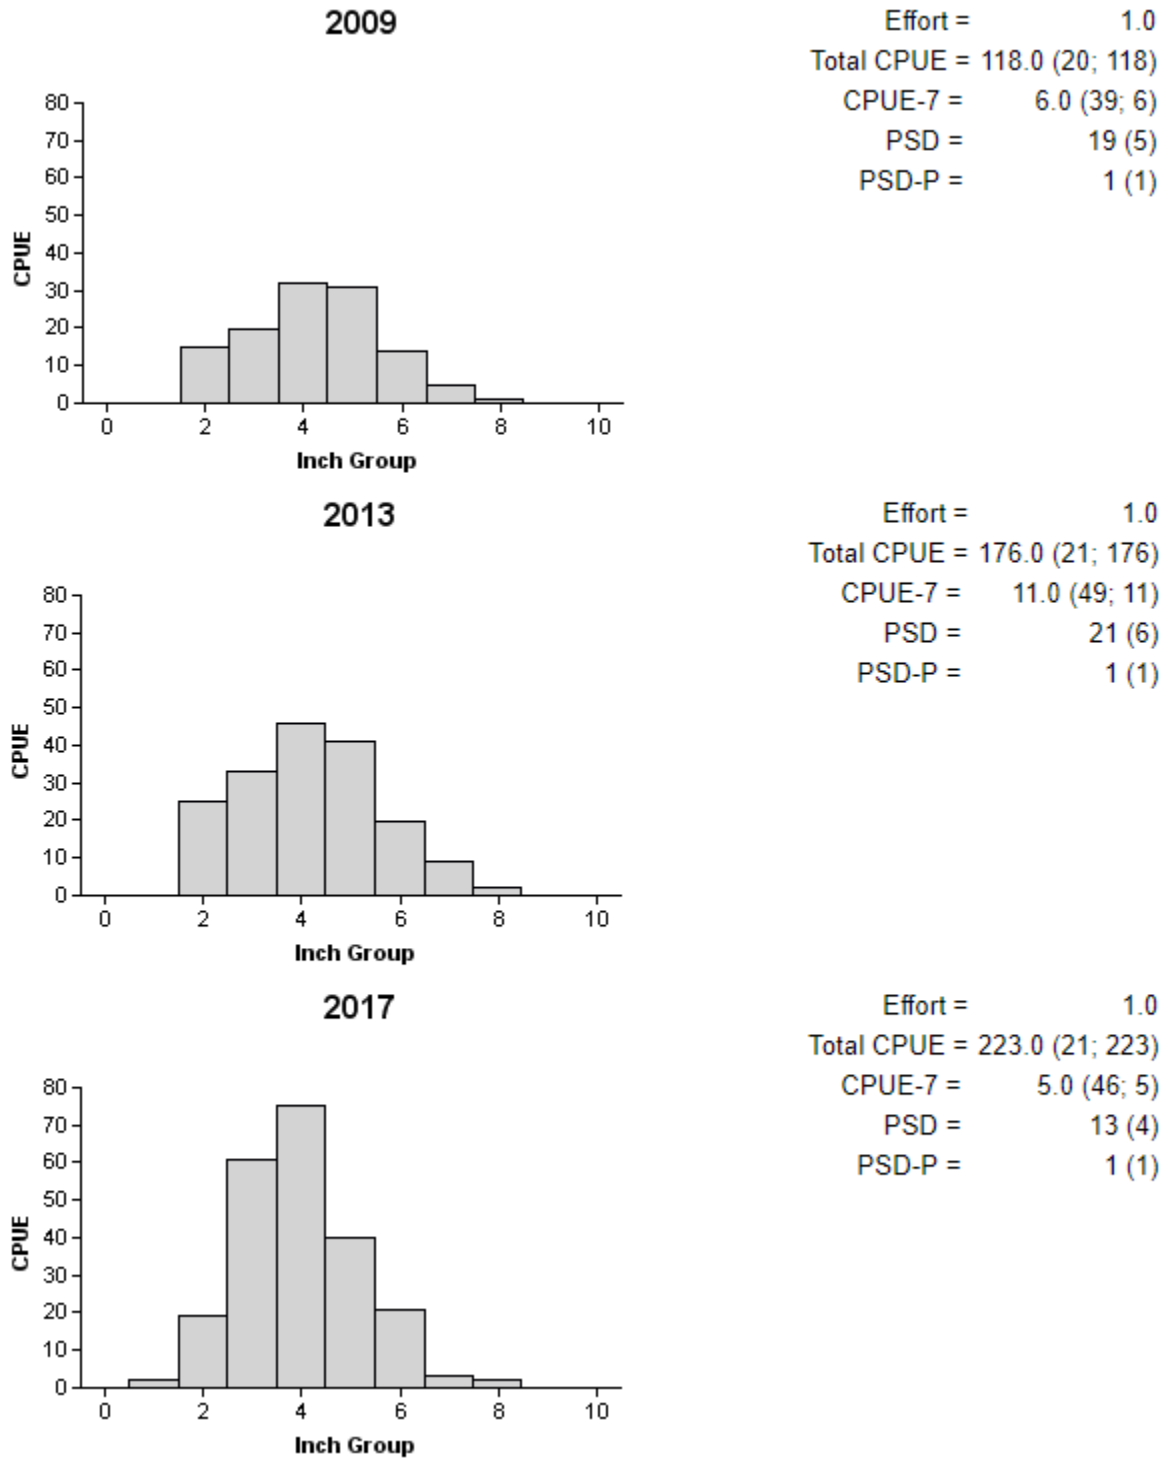 2009
Effort = 1.0
Total CPUE = 118.0 (20; 118)
CPUE-7 = 6.0 (39; 6)
PSD = 19 (5)
PSD-P = 1 (1)
80
70
60
50
40
30
20
10
0
CPUE
0 2 4 6 8 10
Inch Group
2013
Effort = 1.0
Total CPUE = 176.0 (21; 176)
CPUE-7 = 11.0 (49; 11)
PSD = 21 (6)
PSD-P = 1 (1)
80
70
60
50
40
30
20
10
0
CPUE
0 2 4 6 8 10
Inch Group
2017
Effort = 1.0
Total CPUE = 223.0 (21; 223)
CPUE-7 = 5.0 (46; 5)
PSD = 13 (4)
PSD-P = 1 (1)
80
70
60
50
40
30
20
10
0
CPUE
0 2 4 6 8 10
Inch Group